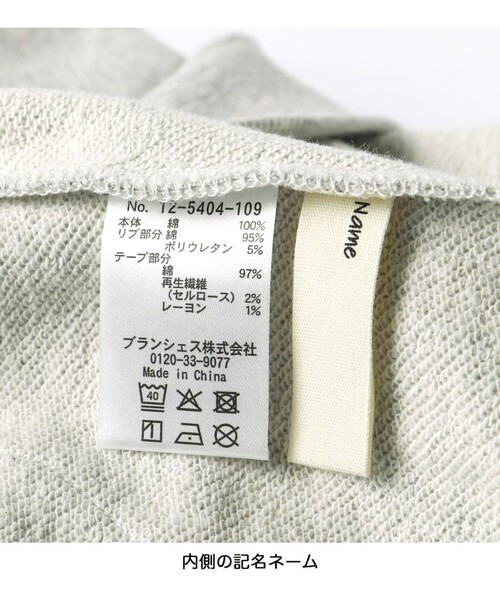 No. 12-5404-109
本体 綿 100%
リブ部分 綿 95%
ポリウレタン 5%
テープ部分
綿 97%
再生繊維
(セルロース) 2%
レーヨン 1%
ブランシェス株式会社
0120-33-9077
Made in China
40
Name
内側の記名ネーム